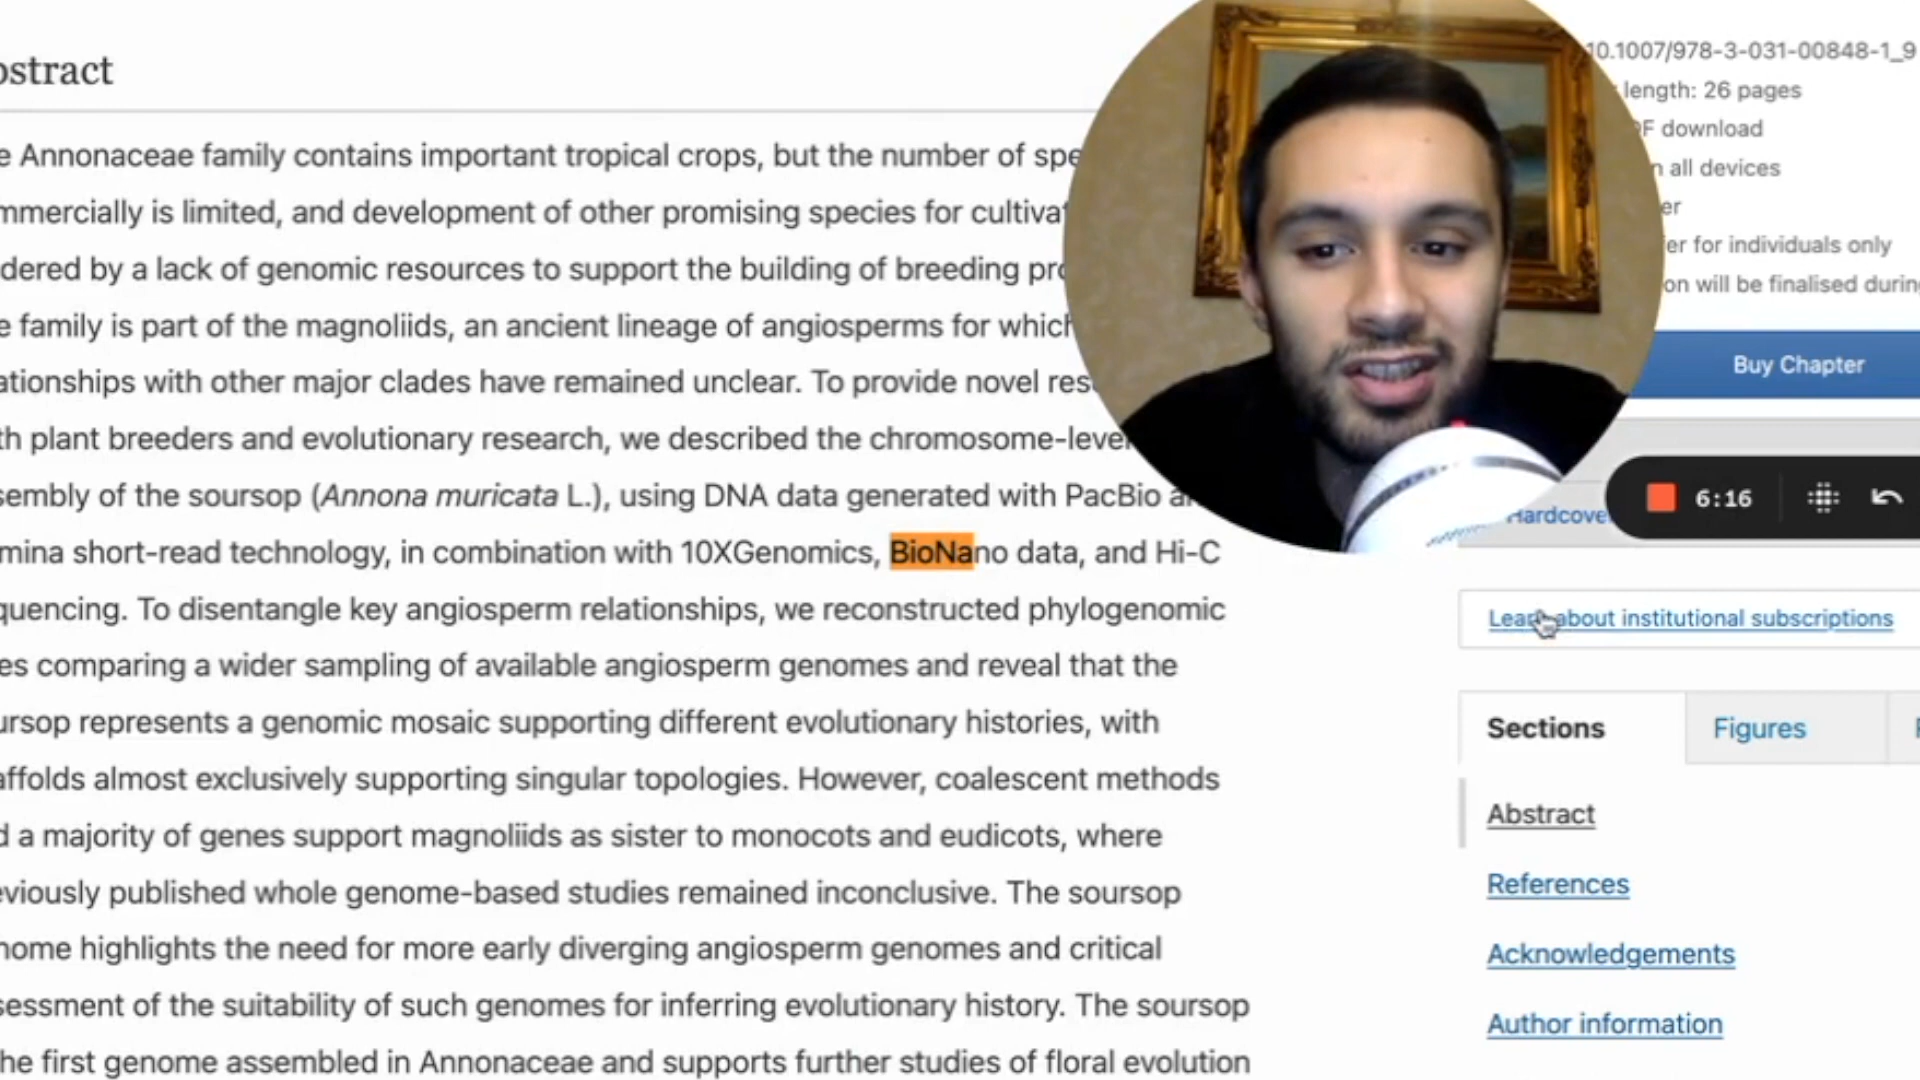 ostract
e Annonaceae family contains important tropical crops, but the number of spe
mmercially is limited, and development of other promising species for cultiva
dered by a lack of genomic resources to support the building of breeding pro
e family is part of the magnoliids, an ancient lineage of angiosperms for which
ationships with other major clades have remained unclear. To provide novel res
th plant breeders and evolutionary research, we described the chromosome-level
sembly of the soursop (Annona muricata L.), using DNA data generated with PacBio a
mina short-read technology, in combination with 10XGenomics, BioNano data, and Hi-C
quencing. To disentangle key angiosperm relationships, we reconstructed phylogenomic
es comparing a wider sampling of available angiosperm genomes and reveal that the
ursop represents a genomic mosaic supporting different evolutionary histories, with
affolds almost exclusively supporting singular topologies. However, coalescent methods
d a majority of genes support magnoliids as sister to monocots and eudicots, where
eviously published whole genome-based studies remained inconclusive. The soursop
nome highlights the need for more early diverging angiosperm genomes and critical
sessment of the suitability of such genomes for inferring evolutionary history. The soursop
he first genome assembled in Annonaceae and supports further studies of floral evolution
10.1007/978-3-031-00848-1_9
length: 26 pages
F download
n all devices
er
er for individuals only
on will be finalised during
Buy Chapter
6:16
Hardcove
Learn about institutional subscriptions
Sections
Figures
Abstract
References
Acknowledgements
Author information